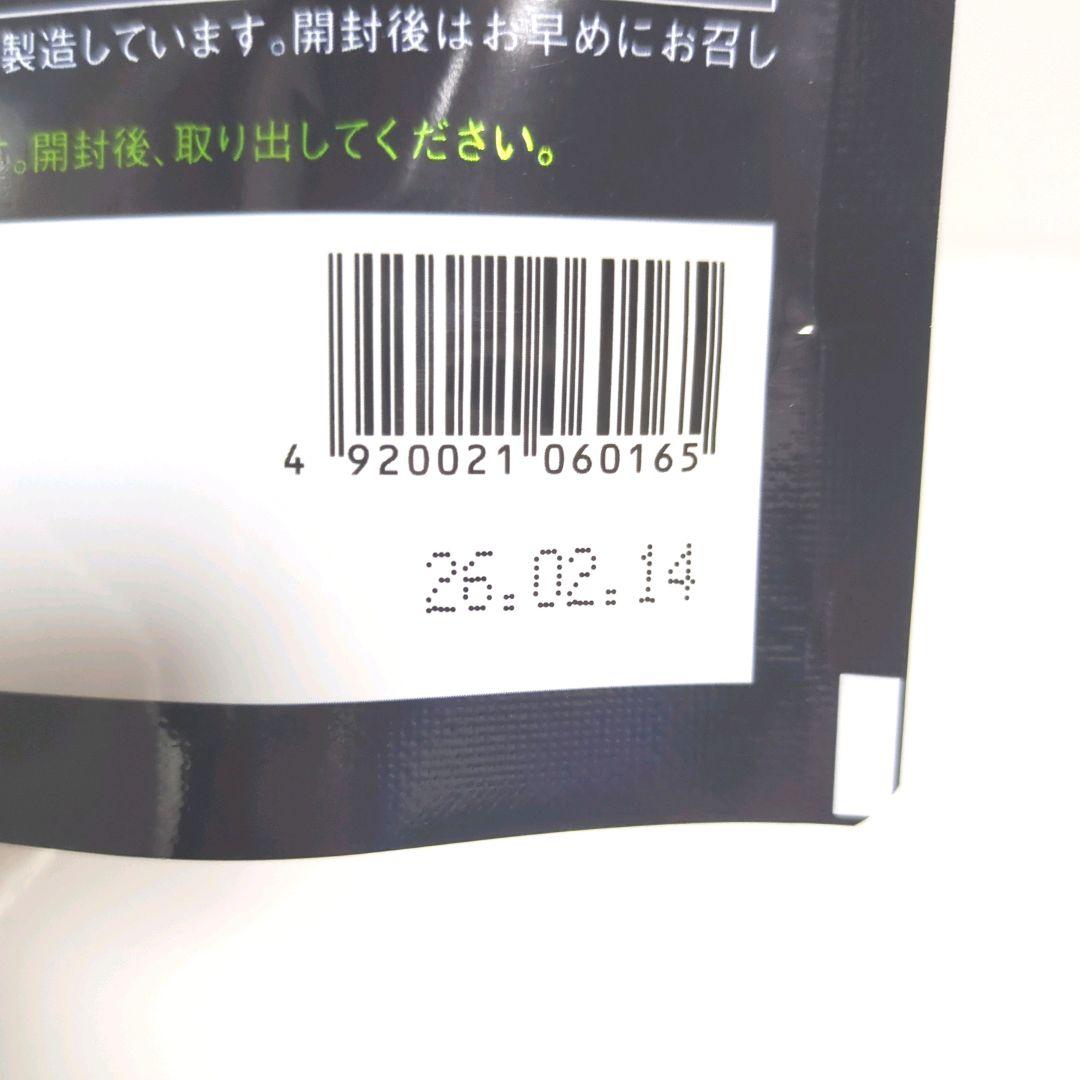 製造しています。開封後はお早めにお召し
。開封後、取り出してください。
4 920021 060165
26.02.14